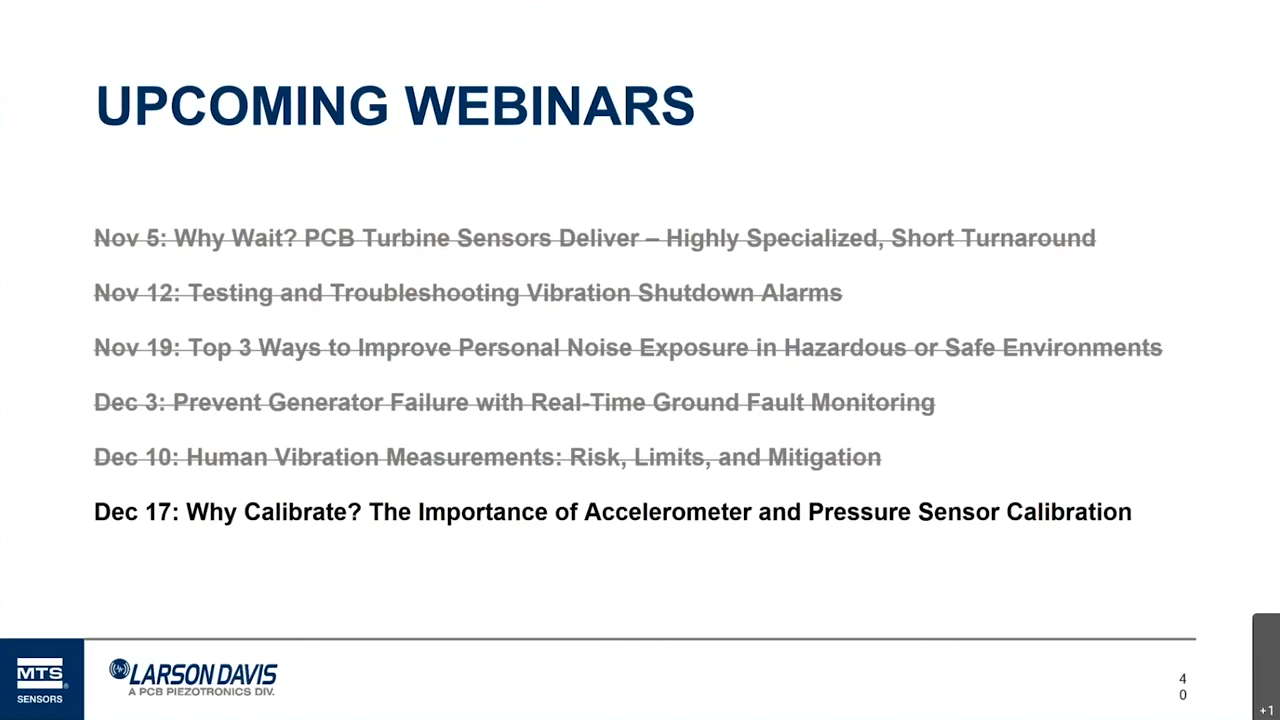 UPCOMING WEBINARS
Nov 5: Why Wait? PCB Turbine Sensors Deliver – Highly Specialized, Short Turnaround
Nov 12: Testing and Troubleshooting Vibration Shutdown Alarms
Nov 19: Top 3 Ways to Improve Personal Noise Exposure in Hazardous or Safe Environments
Dec 3: Prevent Generator Failure with Real-Time Ground Fault Monitoring
Dec 10: Human Vibration Measurements: Risk, Limits, and Mitigation
Dec 17: Why Calibrate? The Importance of Accelerometer and Pressure Sensor Calibration
MTS
SENSORS
LARSON DAVIS
A PCB PIEZOTRONICS DIV.
4
0
+1